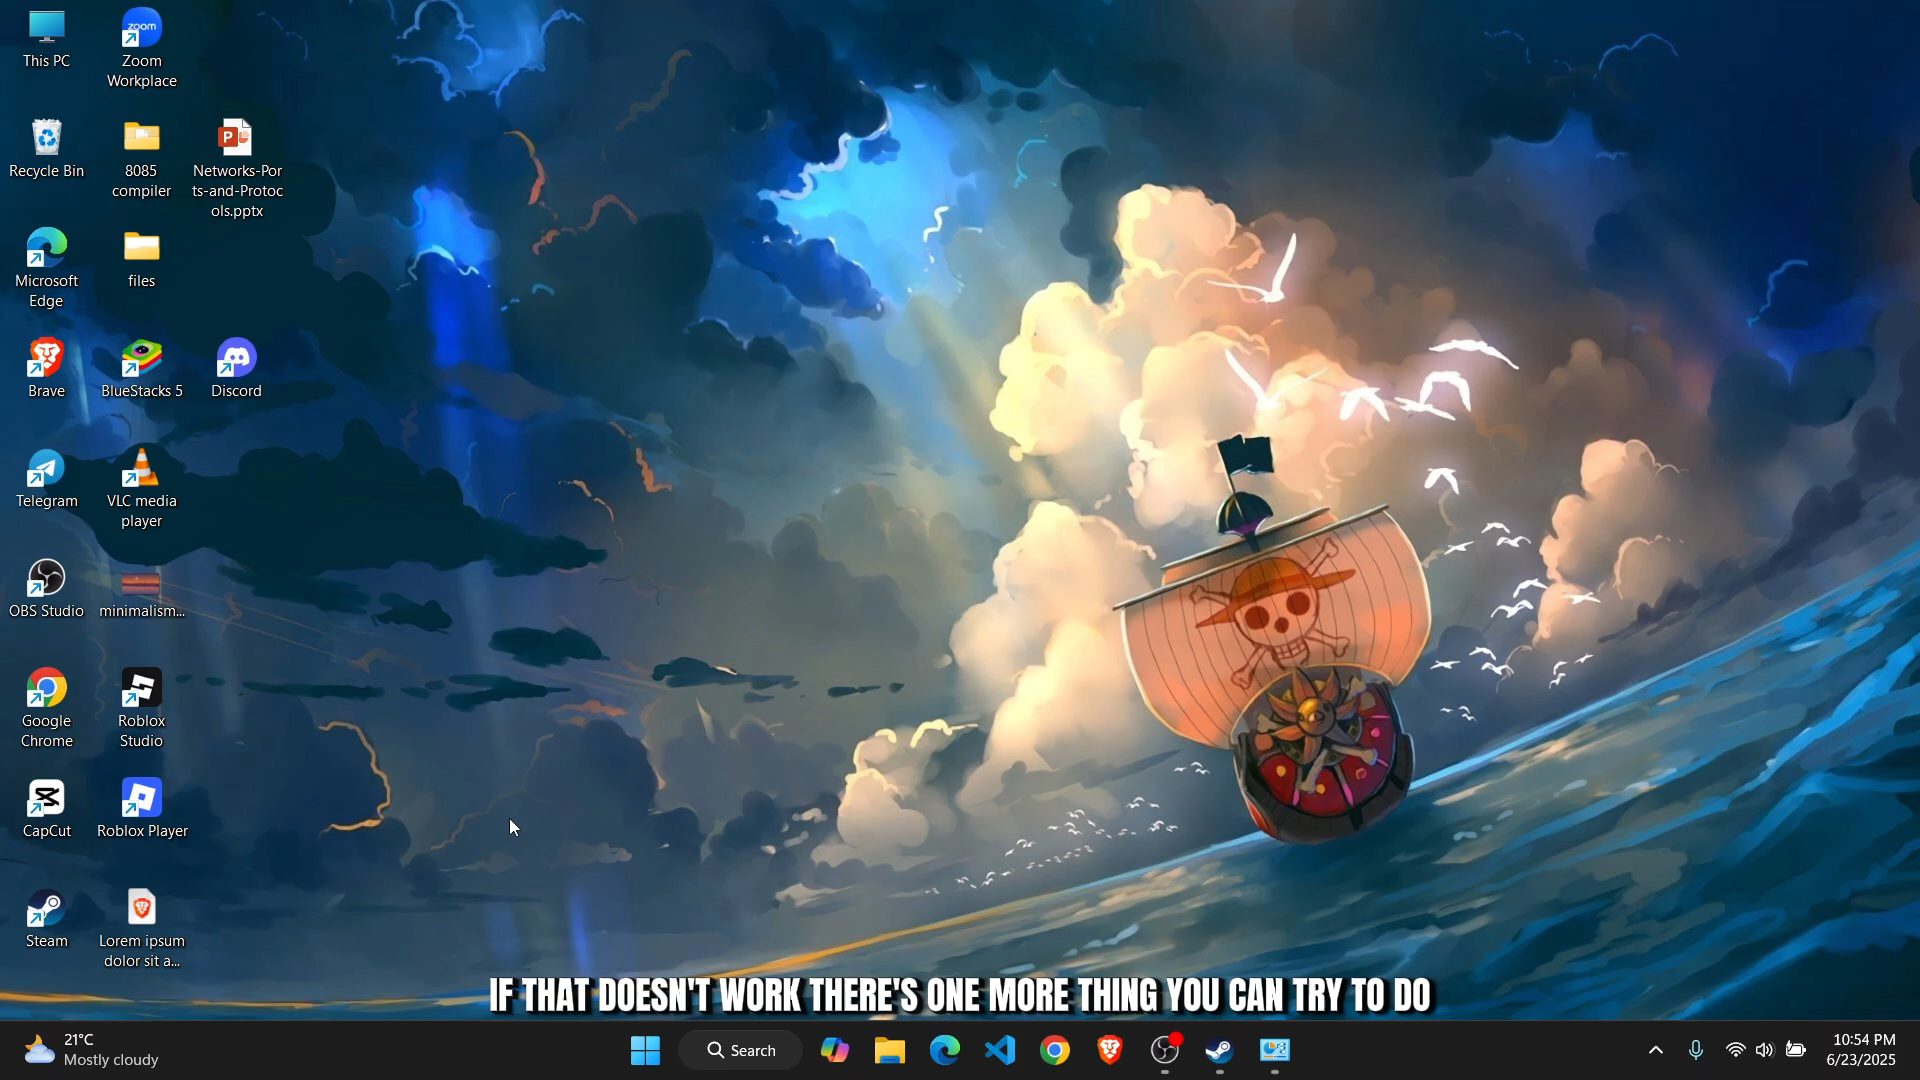 This PC
Zoom
Workplace
Recycle Bin
8085
compiler
Networks-Por
ts-and-Protoc
ols.pptx
Microsoft
Edge
files
Brave
BlueStacks 5
Discord
Telegram
VLC media
player
OBS Studio
minimalism...
Google
Chrome
Roblox
Studio
CapCut
Roblox Player
Steam
Lorem ipsum
dolor sit a...
IF THAT DOESN'T WORK THERE'S ONE MORE THING YOU CAN TRY TO DO
21°C
Mostly cloudy
Search
10:54 PM
6/23/2025